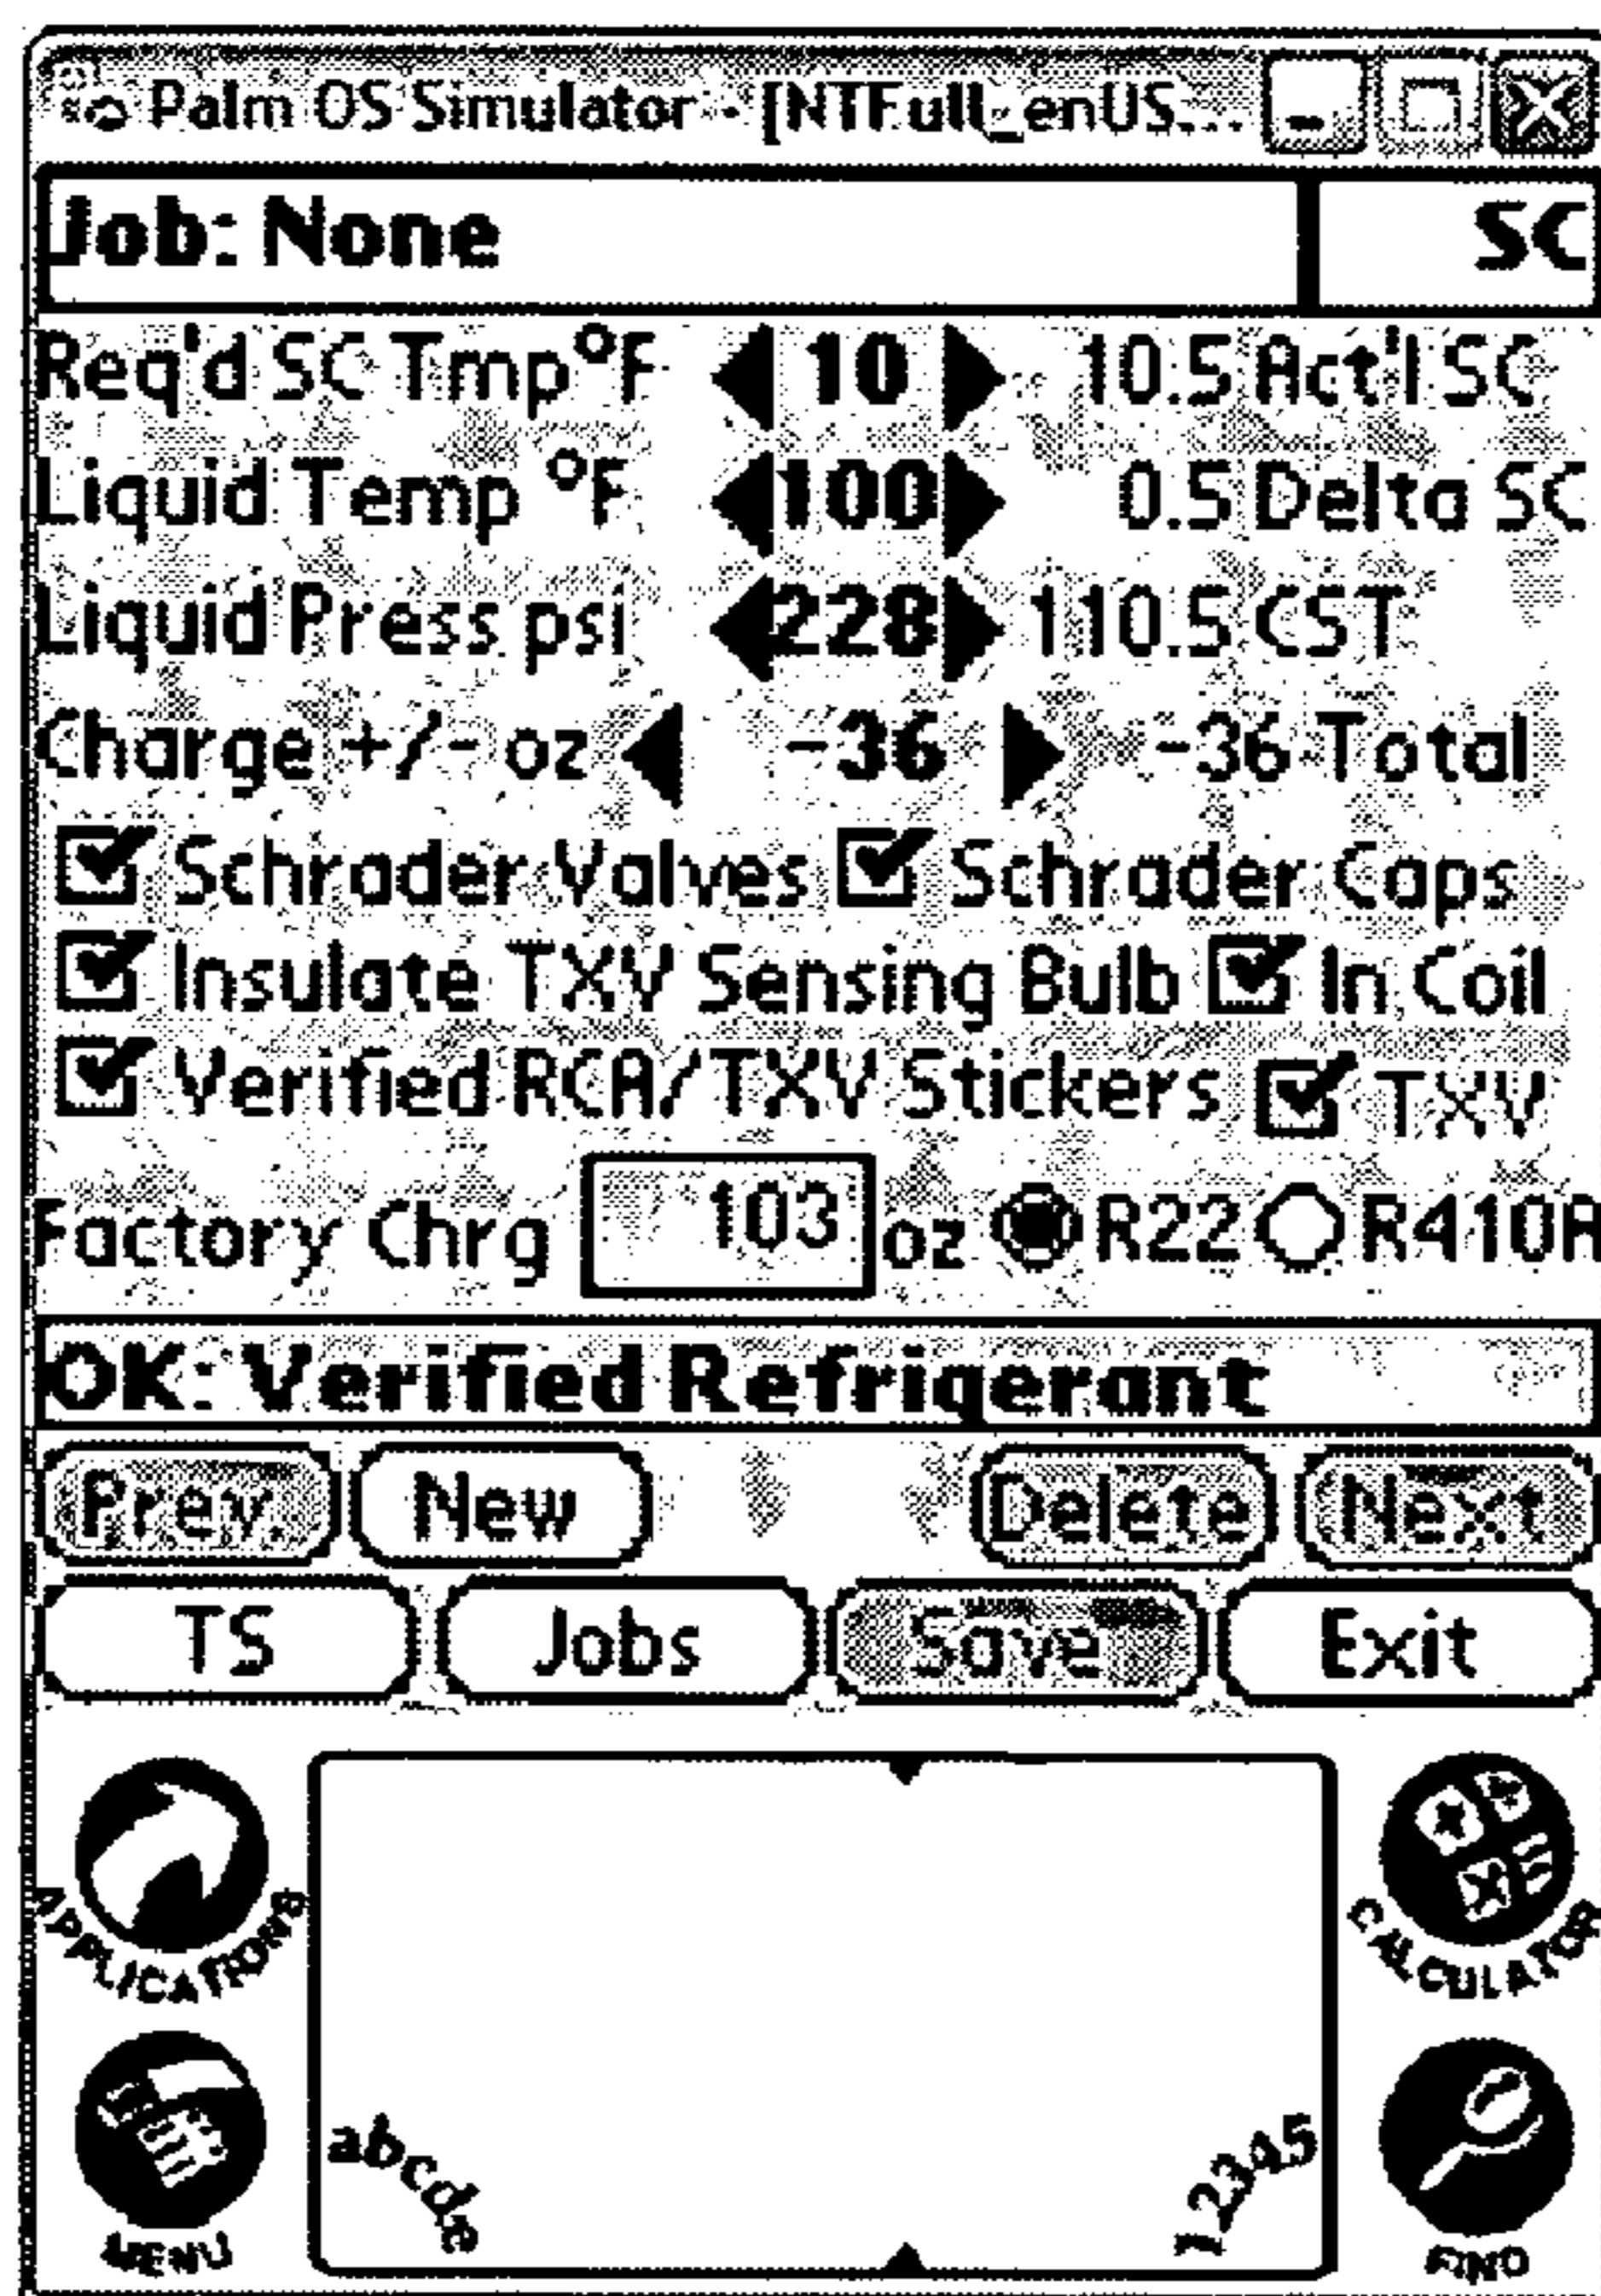 Palm OS Simulator - [NTFull_enUS...
Job: None SC
Req'd SC Tmp°F 10 10.5 Act'l SC
Liquid Temp °F 100 0.5 Delta SC
Liquid Press psi 228 110.5 CST
Charge +/- oz -36 -36 Total
Schrader Valves Schrader Caps
Insulate TXV Sensing Bulb In Coil
Verified RCA/TXV Stickers TXV
Factory Chrg 103 oz R22 R410A
OK: Verified Refrigerant
Prev New Delete Next
TS Jobs Save Exit
APPLICATIONS CALCULATOR
abcde 12345
MENU FIND